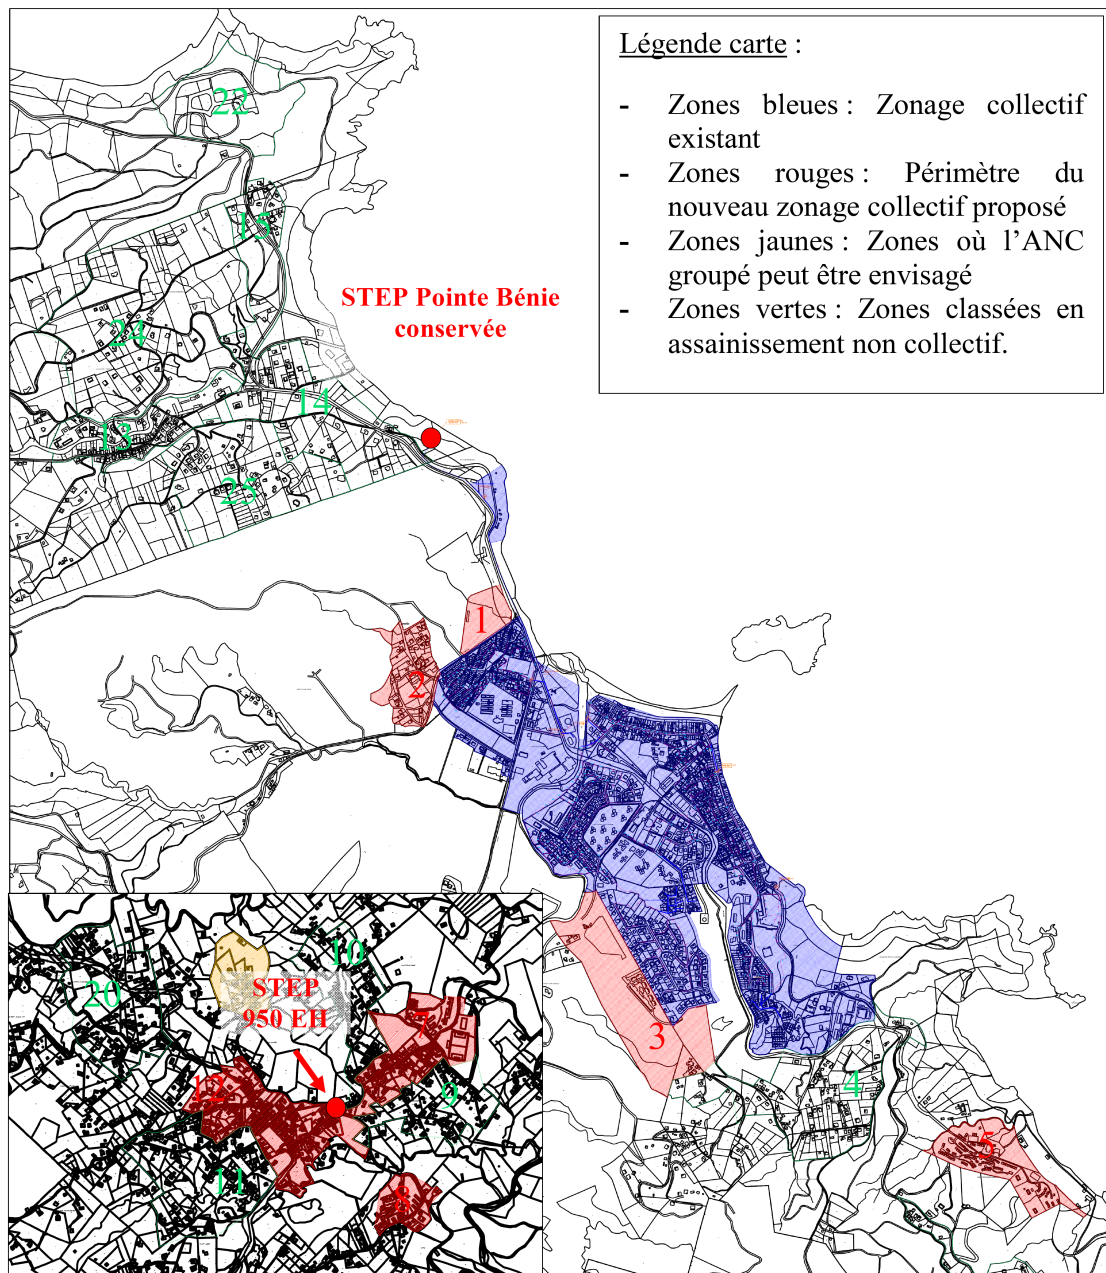 Légende carte :
- Zones bleues : Zonage collectif
existant
- Zones rouges : Périmètre du
nouveau zonage collectif proposé
- Zones jaunes : Zones où l'ANC
groupé peut être envisagé
- Zones vertes : Zones classées en
assainissement non collectif.
22
15
STEP Pointe Bénie
conservée
24
14
13
25
1
2
3
4
5
10
20
STEP
950 EH
7
12
9
11
8